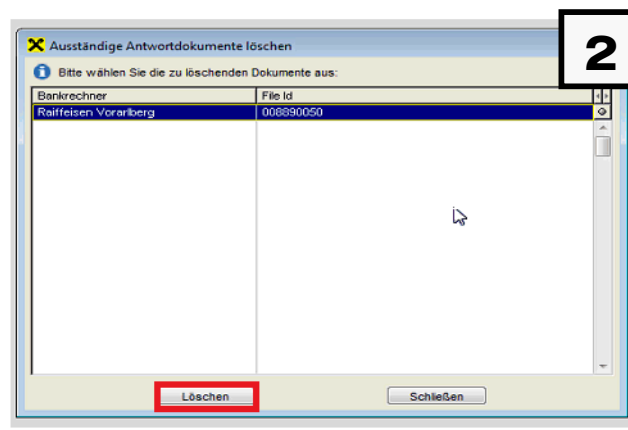 2
Ausständige Antwortdokumente löschen
Bitte wählen Sie die zu löschenden Dokumente aus:
Bankrechner File Id
Raiffeisen Vorarlberg 008890050
Löschen Schließen